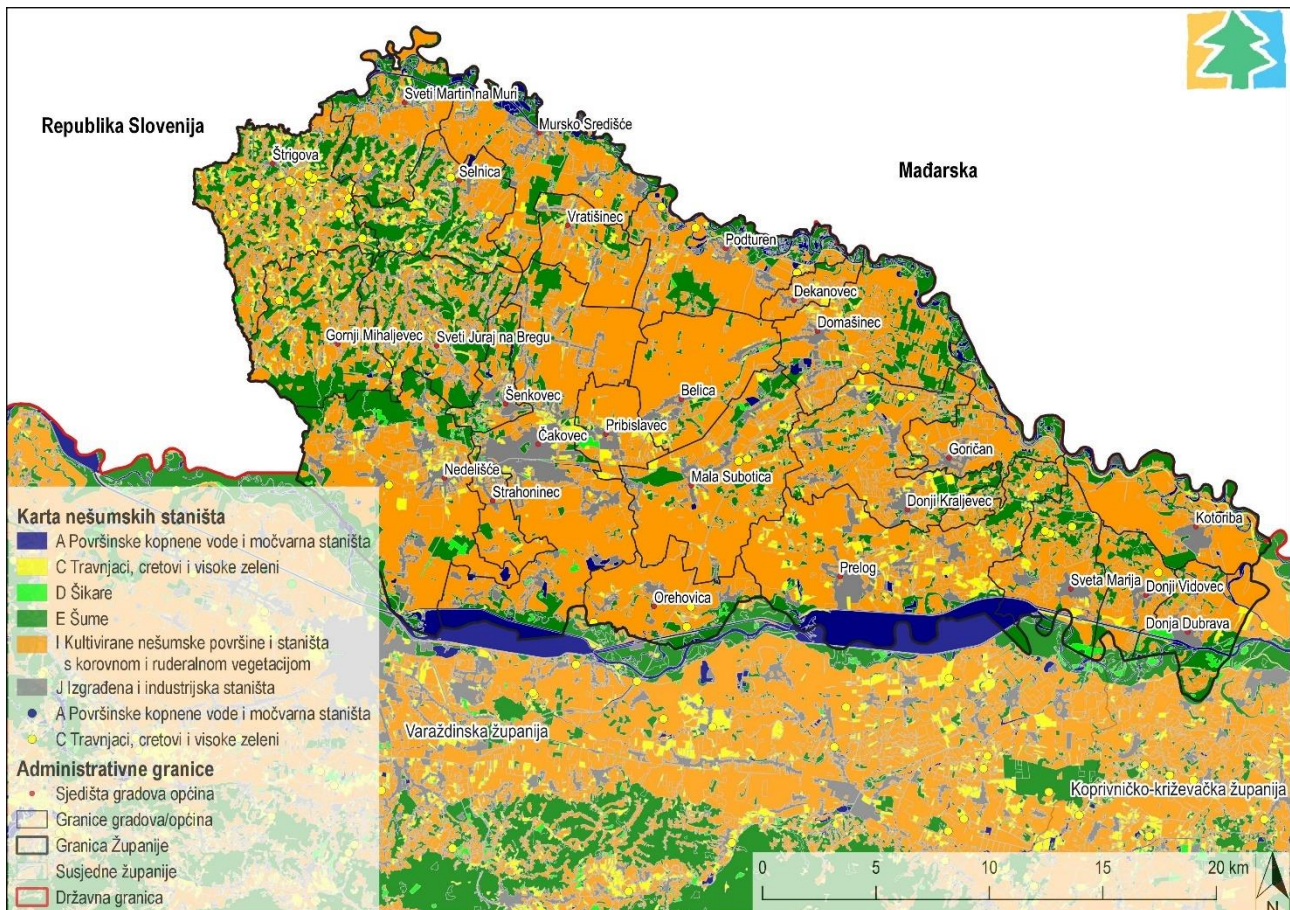 Republika Slovenija
Mađarska
Sveti Martin na Muri
Mursko Središće
Štrigova
Selnica
Vratišinec
Podturen
Dekanovec
Domašinec
Gornji Mihaljevec
Sveti Juraj na Bregu
Belica
Šenkovec
Pribislavec
Čakovec
Goričan
Nedelišće
Mala Subotica
Strahoninec
Donji Kraljevec
Kotoriba
Prelog
Sveta Marija
Donji Vidovec
Orehovica
Donja Dubrava
Varaždinska županija
Koprivničko-križevačka županija
Karta nešumskih staništa
A Površinske kopnene vode i močvarna staništa
C Travnjaci, cretovi i visoke zeleni
D Šikare
E Šume
I Kultivirane nešumske površine i staništa
s korovnom i ruderalnom vegetacijom
J Izgrađena i industrijska staništa
A Površinske kopnene vode i močvarna staništa
C Travnjaci, cretovi i visoke zeleni
Administrativne granice
Sjedišta gradova općina
Granice gradova/općina
Granica Županije
Susjedne županije
Državna granica
0 5 10 15 20 km
N